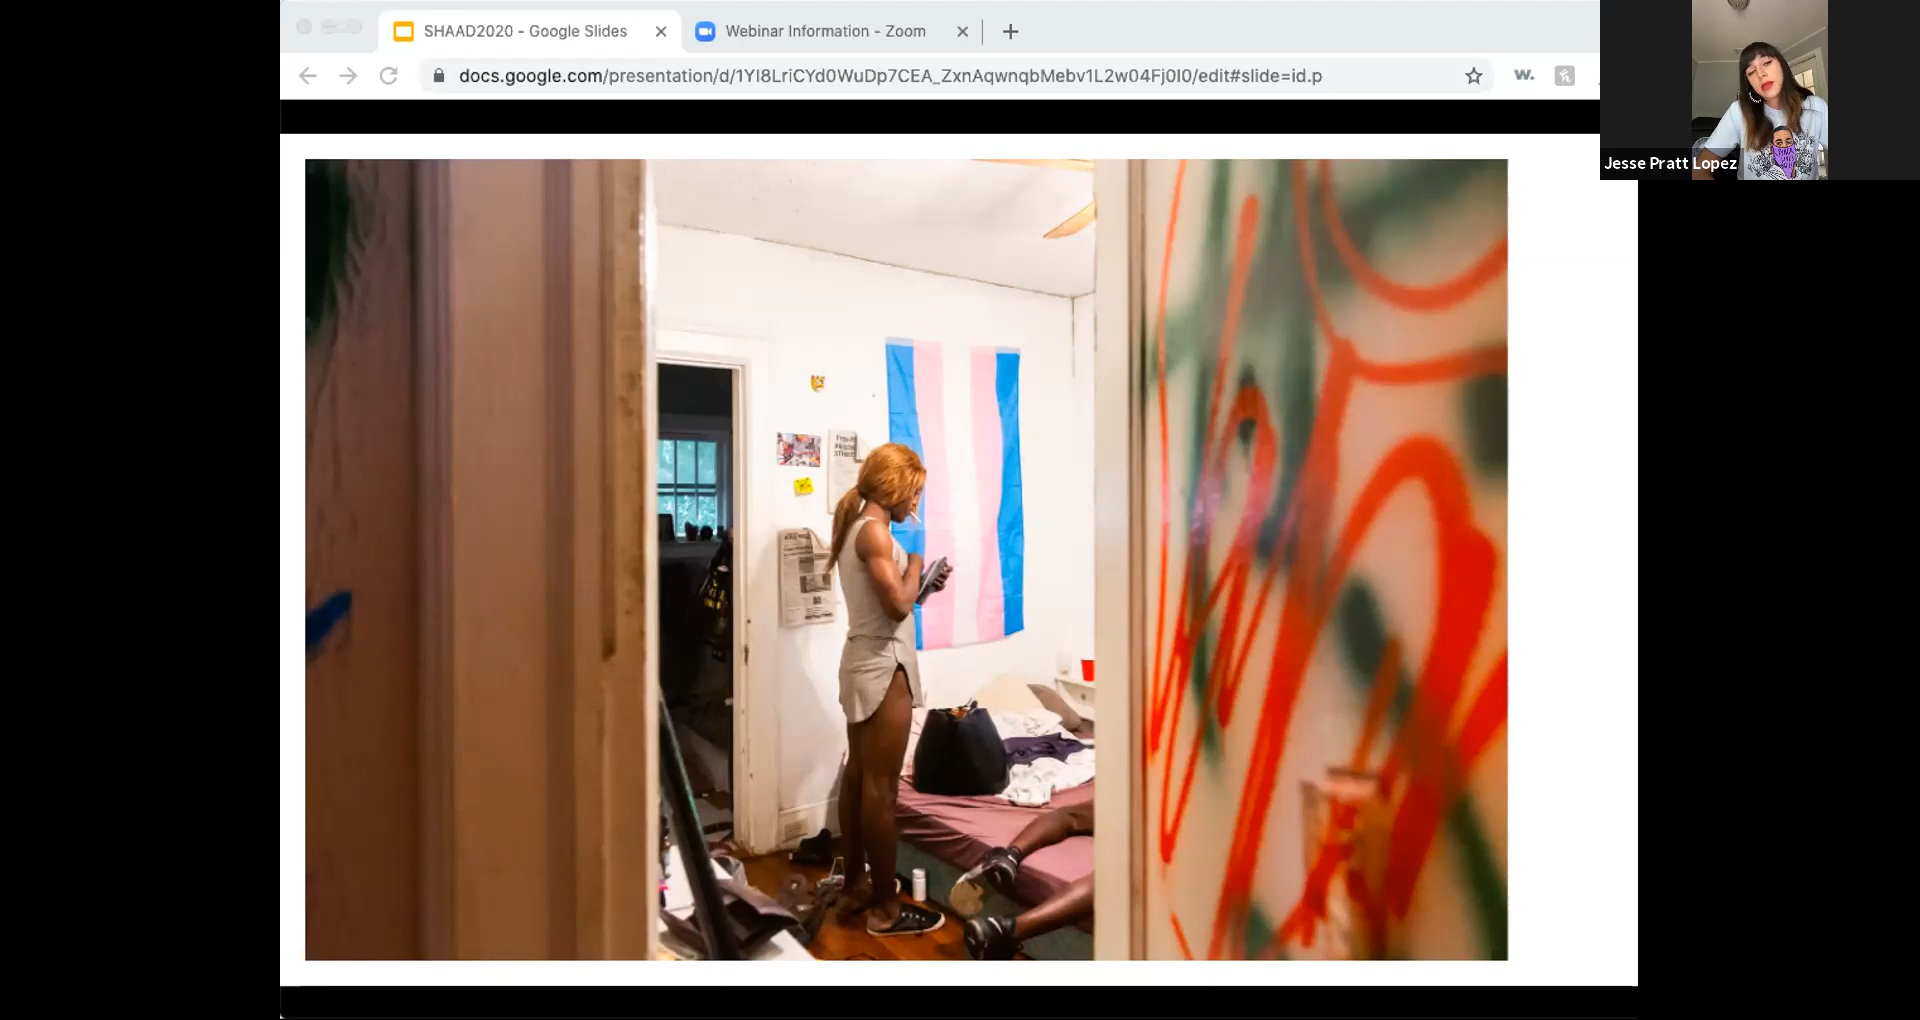 SHAAD2020 - Google Slides
Webinar Information - Zoom
docs.google.com/presentation/d/1YI8LriCYd0WuDp7CEA_ZxnAqwnqbMebv1L2w04Fj0I0/edit#slide=id.p
W.
Jesse Pratt Lopez